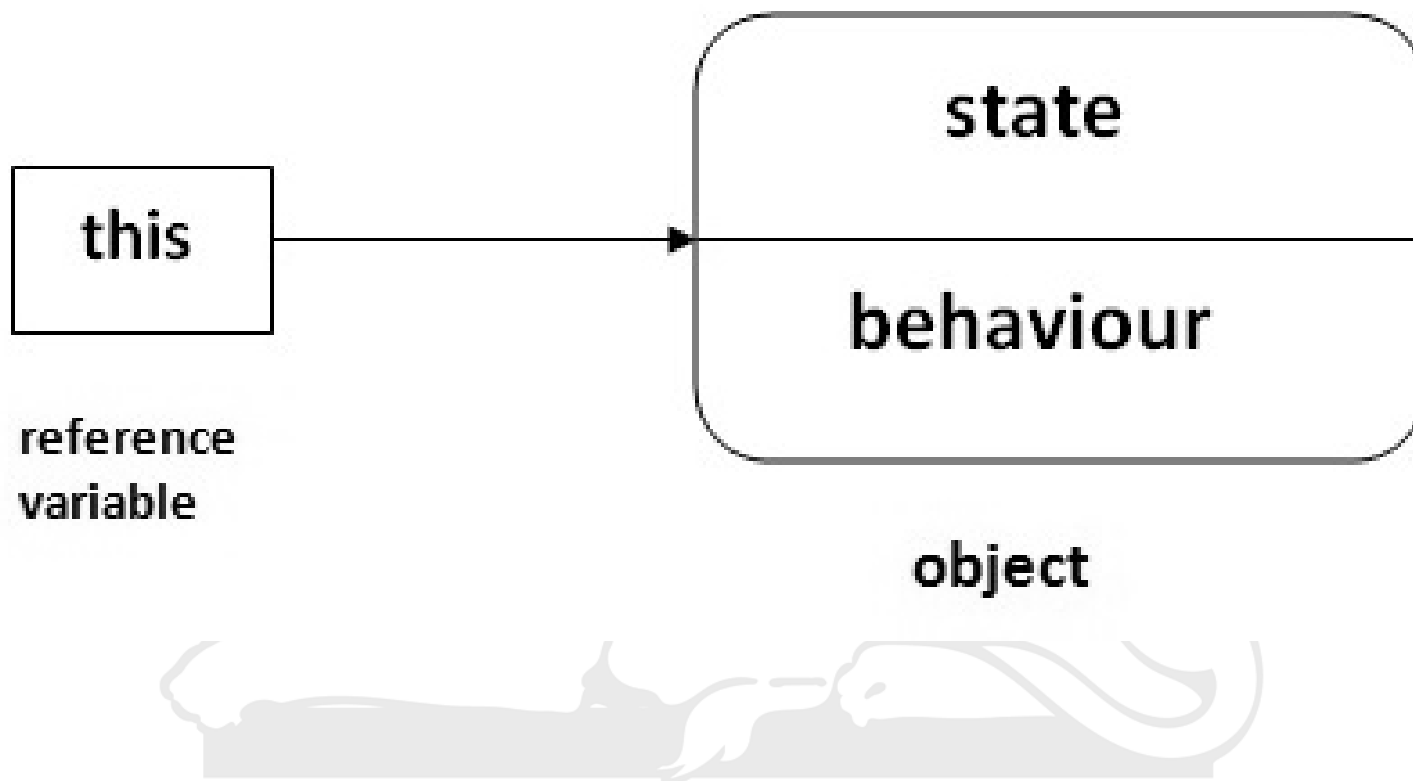 state
this
behaviour
reference
variable
object